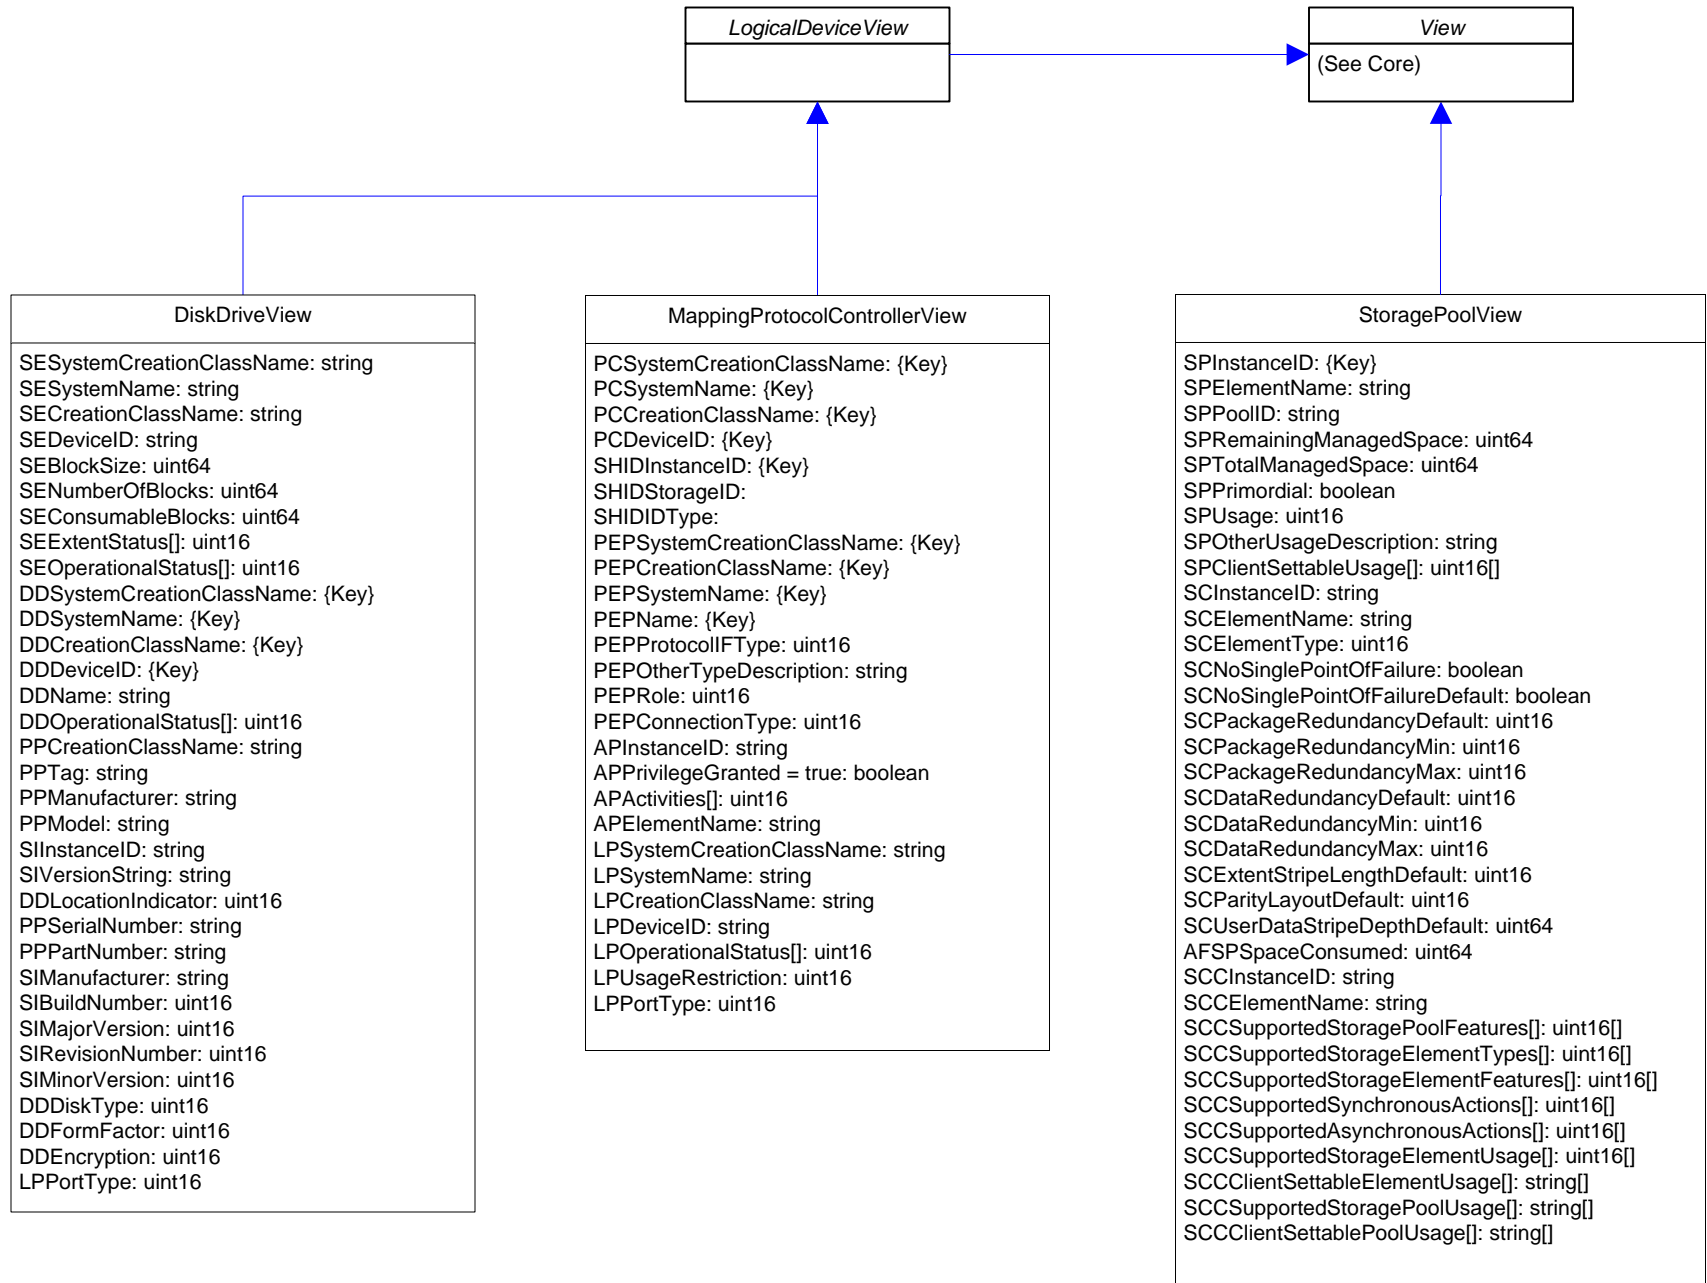 LogicalDeviceView
View
(See Core)
DiskDriveView
SESystemCreationClassName: string
SESystemName: string
SECreationClassName: string
SEDeviceID: string
SEBlockSize: uint64
SENumberOfBlocks: uint64
SEConsumableBlocks: uint64
SEExtentStatus[]: uint16
SEOperationalStatus[]: uint16
DDSystemCreationClassName: {Key}
DDSystemName: {Key}
DDCreationClassName: {Key}
DDDeviceID: {Key}
DDName: string
DDOperationalStatus[]: uint16
PPCreationClassName: string
PPTag: string
PPManufacturer: string
PPModel: string
SIInstanceID: string
SIVersionString: string
DDLocationIndicator: uint16
PPSerialNumber: string
PPPartNumber: string
SIManufacturer: string
SIBuildNumber: uint16
SIMajorVersion: uint16
SIRevisionNumber: uint16
SIMinorVersion: uint16
DDDiskType: uint16
DDFormFactor: uint16
DDEncryption: uint16
LPPortType: uint16
MappingProtocolControllerView
PCSystemCreationClassName: {Key}
PCSystemName: {Key}
PCCreationClassName: {Key}
PCDeviceID: {Key}
SHIDInstanceID: {Key}
SHIDStorageID:
SHIDIDType:
PEPSystemCreationClassName: {Key}
PEPCreationClassName: {Key}
PEPSystemName: {Key}
PEPName: {Key}
PEPProtocolIFType: uint16
PEPOtherTypeDescription: string
PEPRole: uint16
PEPConnectionType: uint16
APInstanceID: string
APPrivilegeGranted = true: boolean
APActivities[]: uint16
APElementName: string
LPSystemCreationClassName: string
LPSystemName: string
LPCreationClassName: string
LPDeviceID: string
LPOperationalStatus[]: uint16
LPUsageRestriction: uint16
LPPortType: uint16
StoragePoolView
SPInstanceID: {Key}
SPElementName: string
SPPoolID: string
SPRemainingManagedSpace: uint64
SPTotalManagedSpace: uint64
SPPrimordial: boolean
SPUsage: uint16
SPOtherUsageDescription: string
SPClientSettableUsage[]: uint16[]
SCInstanceID: string
SCElementName: string
SCElementType: uint16
SCNoSinglePointOfFailure: boolean
SCNoSinglePointOfFailureDefault: boolean
SCPackageRedundancyDefault: uint16
SCPackageRedundancyMin: uint16
SCPackageRedundancyMax: uint16
SCDataRedundancyDefault: uint16
SCDataRedundancyMin: uint16
SCDataRedundancyMax: uint16
SCExtentStripeLengthDefault: uint16
SCParityLayoutDefault: uint16
SCUserDataStripeDepthDefault: uint64
AFSPSpaceConsumed: uint64
SCCInstanceID: string
SCCElementName: string
SCCSupportedStoragePoolFeatures[]: uint16[]
SCCSupportedStorageElementTypes[]: uint16[]
SCCSupportedStorageElementFeatures[]: uint16[]
SCCSupportedSynchronousActions[]: uint16[]
SCCSupportedAsynchronousActions[]: uint16[]
SCCSupportedStorageElementUsage[]: uint16[]
SCCClientSettableElementUsage[]: string[]
SCCSupportedStoragePoolUsage[]: string[]
SCCClientSettablePoolUsage[]: string[]